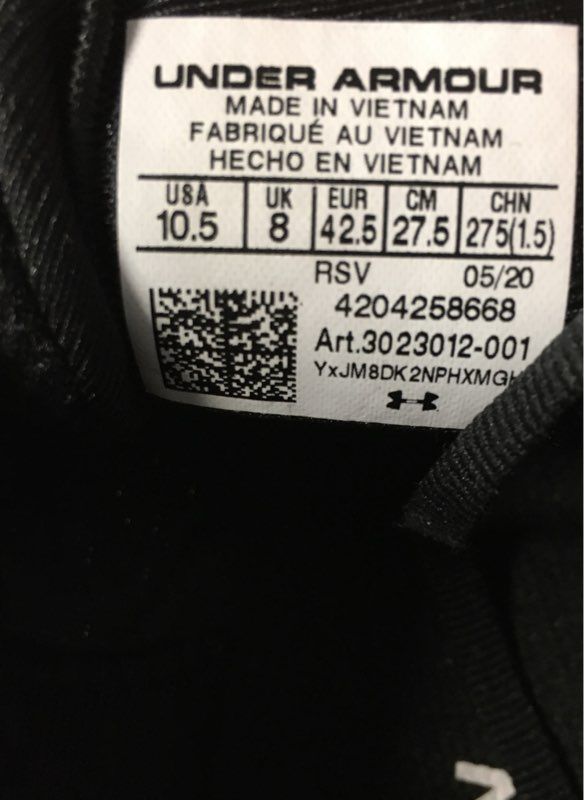 UNDER ARMOUR
MADE IN VIETNAM
FABRIQUÉ AU VIETNAM
HECHO EN VIETNAM
USA UK EUR CM CHN
10.5 8 42.5 27.5 275(1.5)
RSV 05/20
4204258668
Art.3023012-001